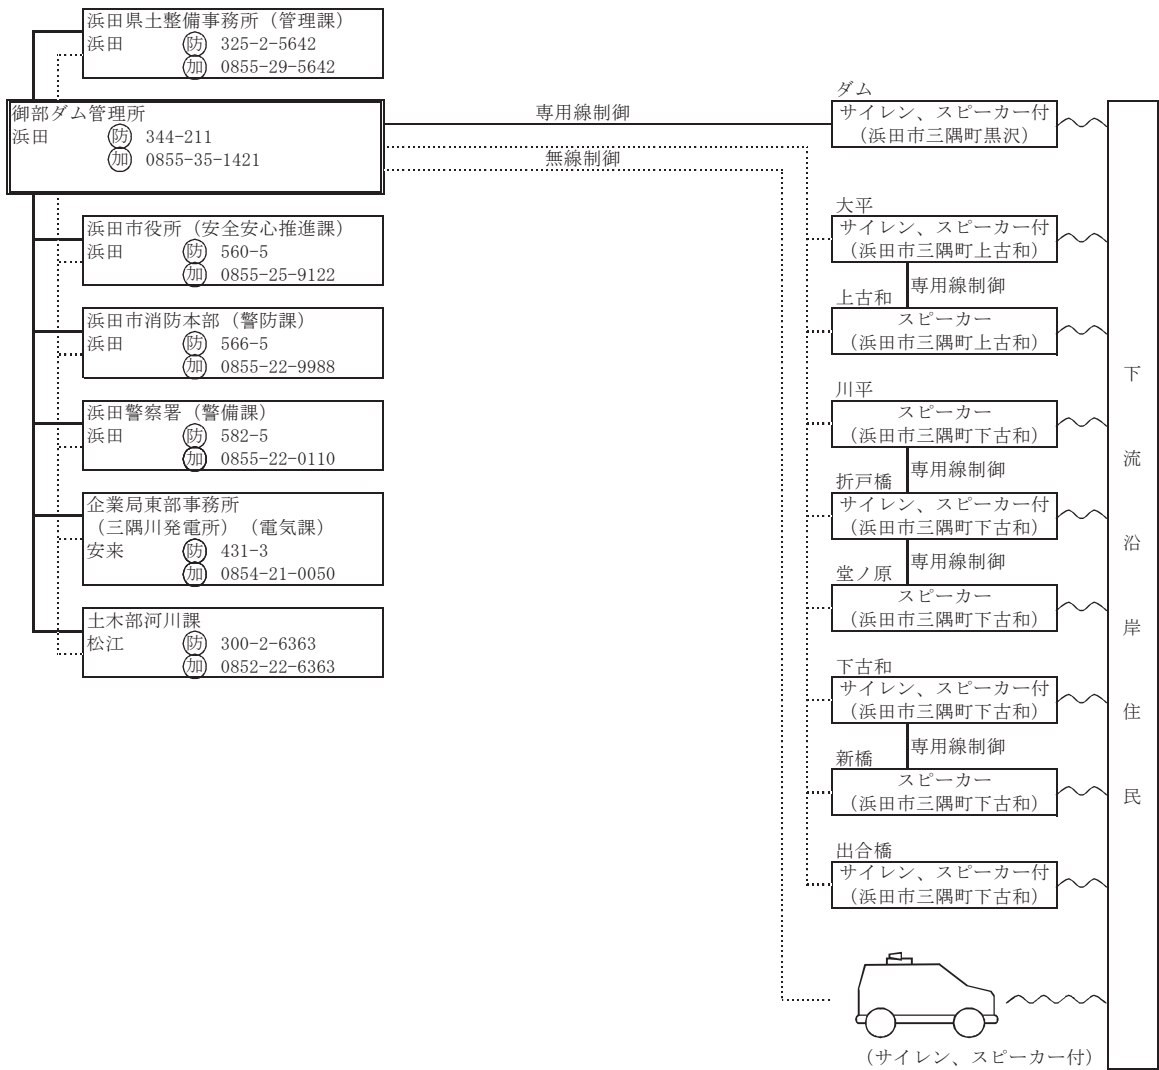 浜田県土整備事務所（管理課）
浜田 防 325-2-5642
加 0855-29-5642
御部ダム管理所
浜田 防 344-211
加 0855-35-1421
浜田市役所（安全安心推進課）
浜田 防 560-5
加 0855-25-9122
浜田市消防本部（警防課）
浜田 防 566-5
加 0855-22-9988
浜田警察署（警備課）
浜田 防 582-5
加 0855-22-0110
企業局東部事務所
（三隅川発電所）（電気課）
安来 防 431-3
加 0854-21-0050
土木部河川課
松江 防 300-2-6363
加 0852-22-6363
専用線制御
無線制御
ダム
サイレン、スピーカー付
（浜田市三隅町黒沢）
大平
サイレン、スピーカー付
（浜田市三隅町上古和）
専用線制御
上古和
スピーカー
（浜田市三隅町上古和）
川平
スピーカー
（浜田市三隅町下古和）
専用線制御
折戸橋
サイレン、スピーカー付
（浜田市三隅町下古和）
専用線制御
堂ノ原
スピーカー
（浜田市三隅町下古和）
下古和
サイレン、スピーカー付
（浜田市三隅町下古和）
専用線制御
新橋
スピーカー
（浜田市三隅町下古和）
出合橋
サイレン、スピーカー付
（浜田市三隅町下古和）
（サイレン、スピーカー付）
下流沿岸住民